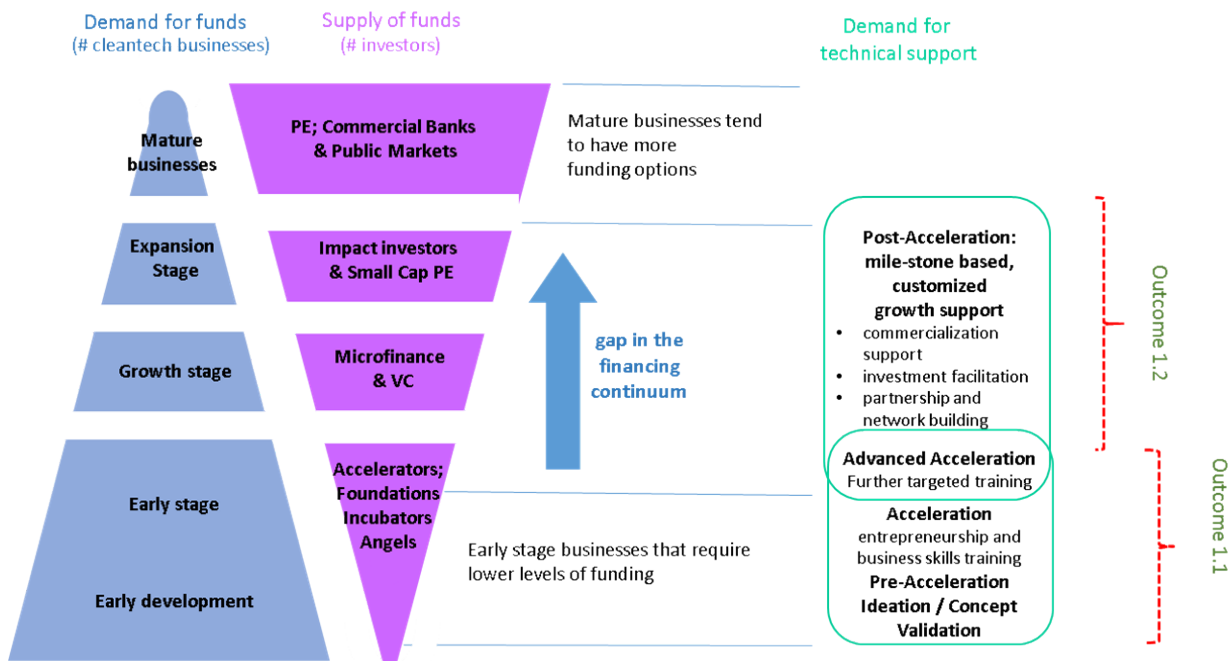 Demand for funds
(# cleantech businesses)
Supply of funds
(# investors)
Demand for
technical support
Mature
businesses
PE; Commercial Banks
& Public Markets
Mature businesses tend
to have more
funding options
Expansion
Stage
Impact investors
& Small Cap PE
Growth stage
Microfinance
& VC
gap in the
financing
continuum
Early stage
Early development
Accelerators;
Foundations
Incubators
Angels
Early stage businesses that require
lower levels of funding
Post-Acceleration:
mile-stone based,
customized
growth support
• commercialization
support
• investment facilitation
• partnership and
network building
Advanced Acceleration
Further targeted training
Acceleration
entrepreneurship and
business skills training
Pre-Acceleration
Ideation / Concept
Validation
Outcome 1.2
Outcome 1.1